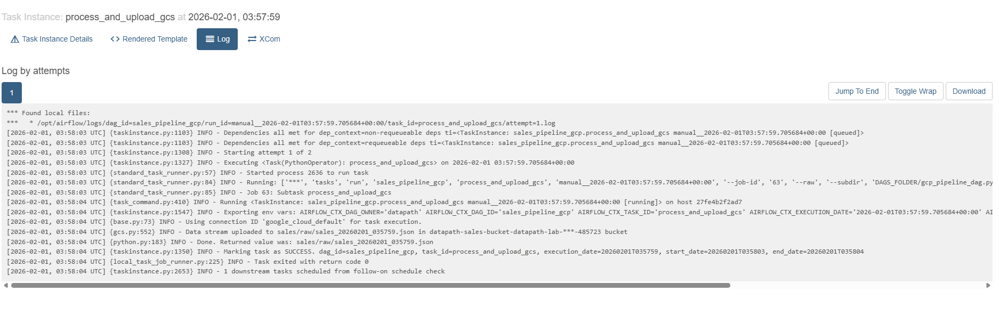 Task Instance: process_and_upload_gcs at 2026-02-01, 03:57:59
Task Instance Details <> Rendered Template Log XCom
Log by attempts
1 Jump To End Toggle Wrap Download
*** Found local files:
***   * /opt/airflow/logs/dag_id=sales_pipeline_gcp/run_id=manual__2026-02-01T03:57:59.705684+00:00/task_id=process_and_upload_gcs/attempt=1.log
[2026-02-01, 03:58:03 UTC] {taskinstance.py:1103} INFO - Dependencies all met for dep_context=non-requeueable deps ti=<TaskInstance: sales_pipeline_gcp.process_and_upload_gcs manual__2026-02-01T03:57:59.705684+00:00 [queued]>
[2026-02-01, 03:58:03 UTC] {taskinstance.py:1103} INFO - Dependencies all met for dep_context=requeueable deps ti=<TaskInstance: sales_pipeline_gcp.process_and_upload_gcs manual__2026-02-01T03:57:59.705684+00:00 [queued]>
[2026-02-01, 03:58:03 UTC] {taskinstance.py:1308} INFO - Starting attempt 1 of 2
[2026-02-01, 03:58:03 UTC] {taskinstance.py:1327} INFO - Executing <Task(PythonOperator): process_and_upload_gcs> on 2026-02-01 03:57:59.705684+00:00
[2026-02-01, 03:58:03 UTC] {standard_task_runner.py:57} INFO - Started process 2636 to run task
[2026-02-01, 03:58:03 UTC] {standard_task_runner.py:84} INFO - Running: ['***', 'tasks', 'run', 'sales_pipeline_gcp', 'process_and_upload_gcs', 'manual__2026-02-01T03:57:59.705684+00:00', '--job-id', '63', '--raw', '--subdir', 'DAGS_FOLDER/gcp_pipeline_dag.py
[2026-02-01, 03:58:03 UTC] {standard_task_runner.py:85} INFO - Job 63: Subtask process_and_upload_gcs
[2026-02-01, 03:58:04 UTC] {task_command.py:410} INFO - Running <TaskInstance: sales_pipeline_gcp.process_and_upload_gcs manual__2026-02-01T03:57:59.705684+00:00 [running]> on host 27fe4b2f2ad7
[2026-02-01, 03:58:04 UTC] {taskinstance.py:1547} INFO - Exporting env vars: AIRFLOW_CTX_DAG_OWNER='datapath' AIRFLOW_CTX_DAG_ID='sales_pipeline_gcp' AIRFLOW_CTX_TASK_ID='process_and_upload_gcs' AIRFLOW_CTX_EXECUTION_DATE='2026-02-01T03:57:59.705684+00:00' AI
[2026-02-01, 03:58:04 UTC] {base.py:73} INFO - Using connection ID 'google_cloud_default' for task execution.
[2026-02-01, 03:58:04 UTC] {gcs.py:552} INFO - Data stream uploaded to sales/raw/sales_20260201_035759.json in datapath-sales-bucket-datapath-lab-***-485723 bucket
[2026-02-01, 03:58:04 UTC] {python.py:183} INFO - Done. Returned value was: sales/raw/sales_20260201_035759.json
[2026-02-01, 03:58:04 UTC] {taskinstance.py:1350} INFO - Marking task as SUCCESS. dag_id=sales_pipeline_gcp, task_id=process_and_upload_gcs, execution_date=20260201T035759, start_date=20260201T035803, end_date=20260201T035804
[2026-02-01, 03:58:04 UTC] {local_task_job_runner.py:225} INFO - Task exited with return code 0
[2026-02-01, 03:58:04 UTC] {taskinstance.py:2653} INFO - 1 downstream tasks scheduled from follow-on schedule check